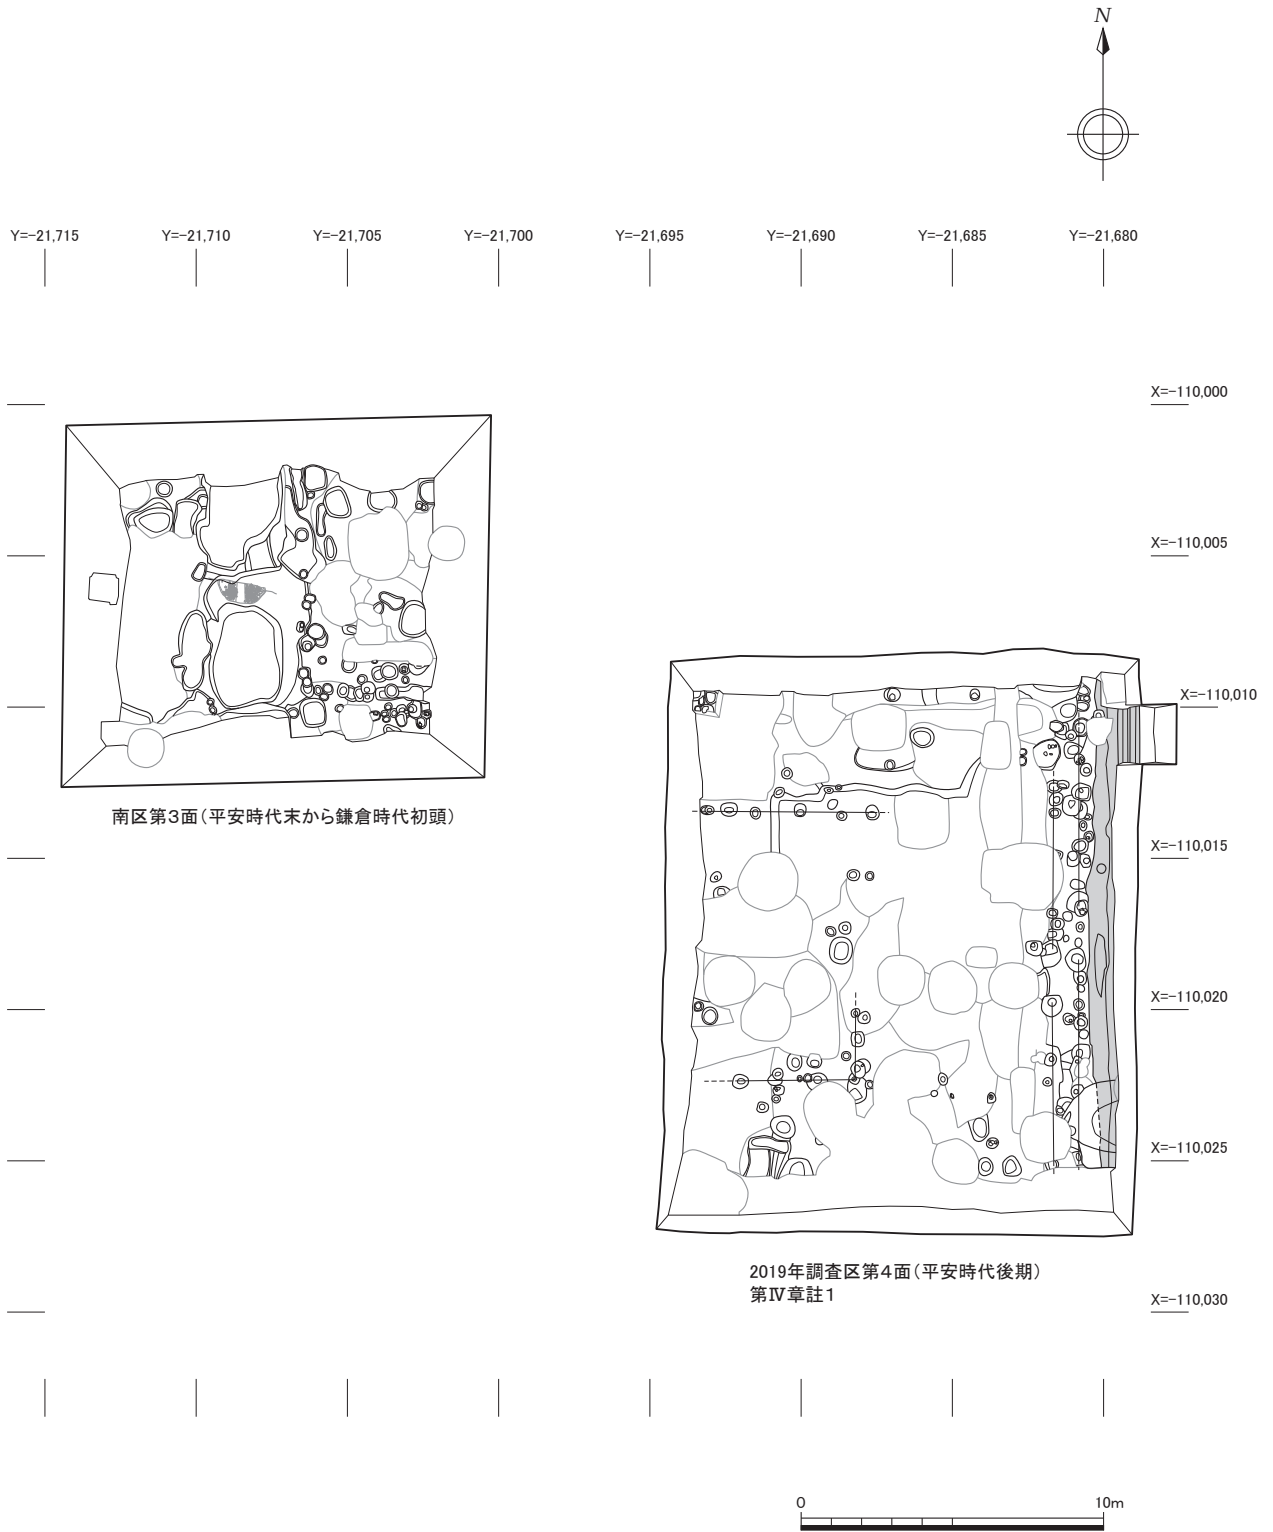 N
Y=-21,715
Y=-21,710
Y=-21,705
Y=-21,700
Y=-21,695
Y=-21,690
Y=-21,685
Y=-21,680
X=-110,000
X=-110,005
X=-110,010
南区第3面(平安時代末から鎌倉時代初頭)
X=-110,015
X=-110,020
X=-110,025
2019年調査区第4面(平安時代後期)
第Ⅳ章註1
X=-110,030
0 10m